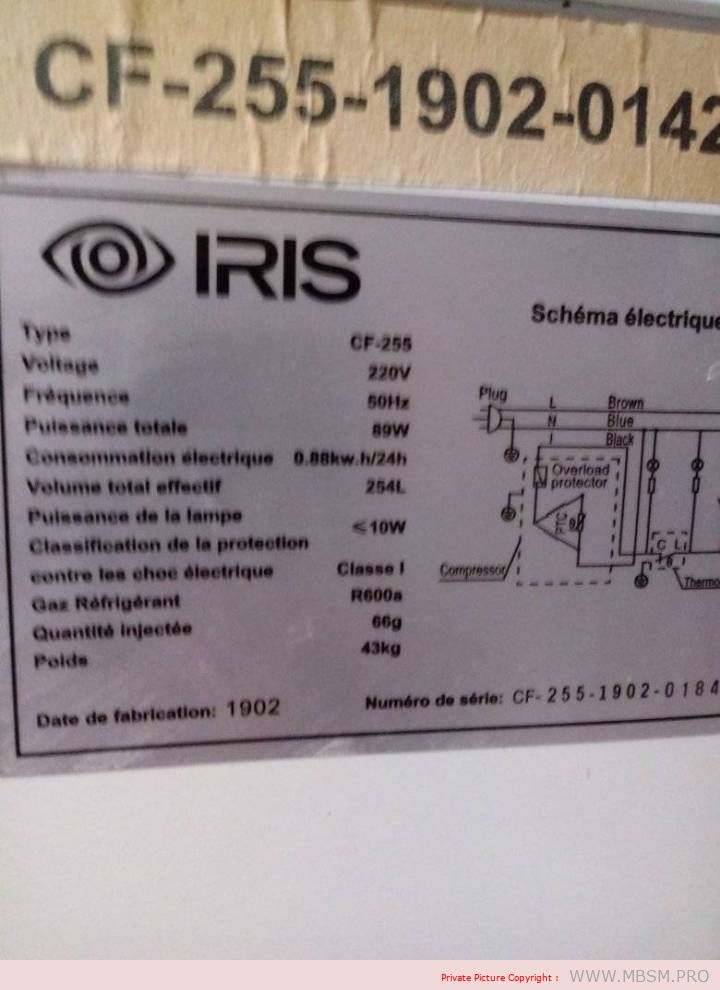 CF-255-1902-0142
IRIS
Type CF-255
Voltage 220V
Fréquence 50Hz
Puissance totale 89W
Consommation électrique 0.88kw.h/24h
Volume total effectif 254L
Puissance de la lampe ≤10W
Classification de la protection
contre les choc électrique Classe I
Gaz Réfrigérant R600a
Quantité injectée 66g
Poids 43kg
Date de fabrication: 1902
Numéro de série: CF-255-1902-0184
Schéma électrique
Plug
L Brown
N Blue
Black
Overload
protector
PTC
C L
Compressor
Thermo
Private Picture Copyright : WWW.MBSM.PRO